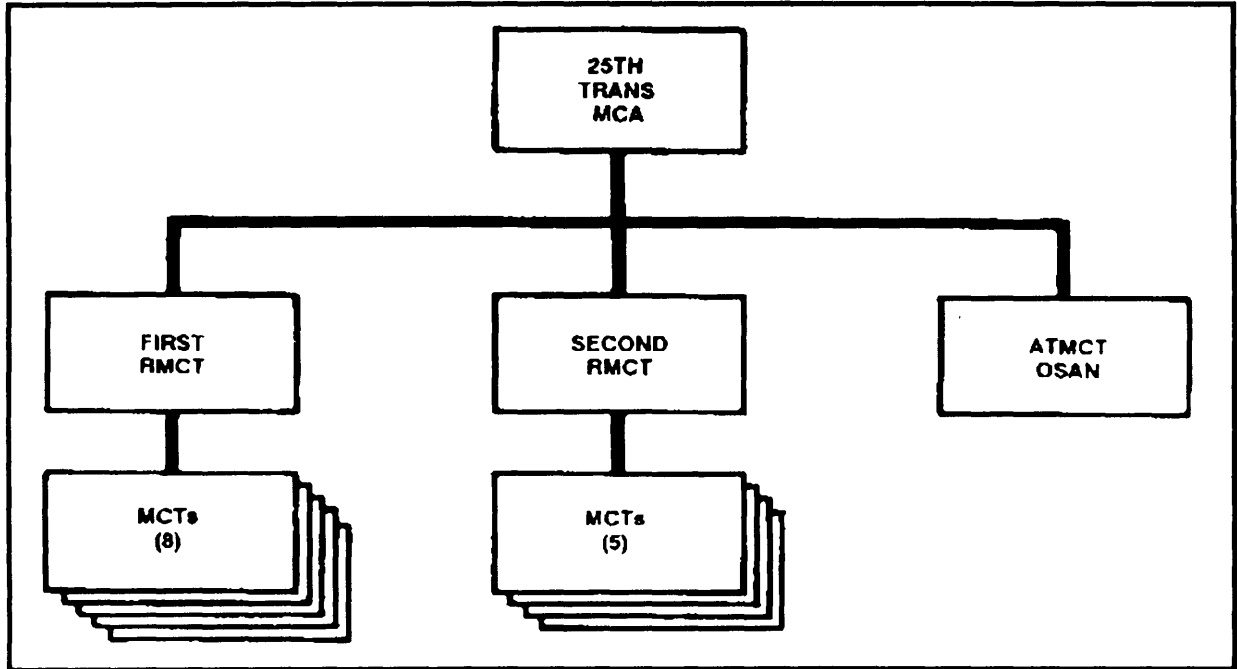 25TH
TRANS
MCA
FIRST
RMCT
SECOND
RMCT
ATMCT
OSAN
MCTs
(8)
MCTs
(5)